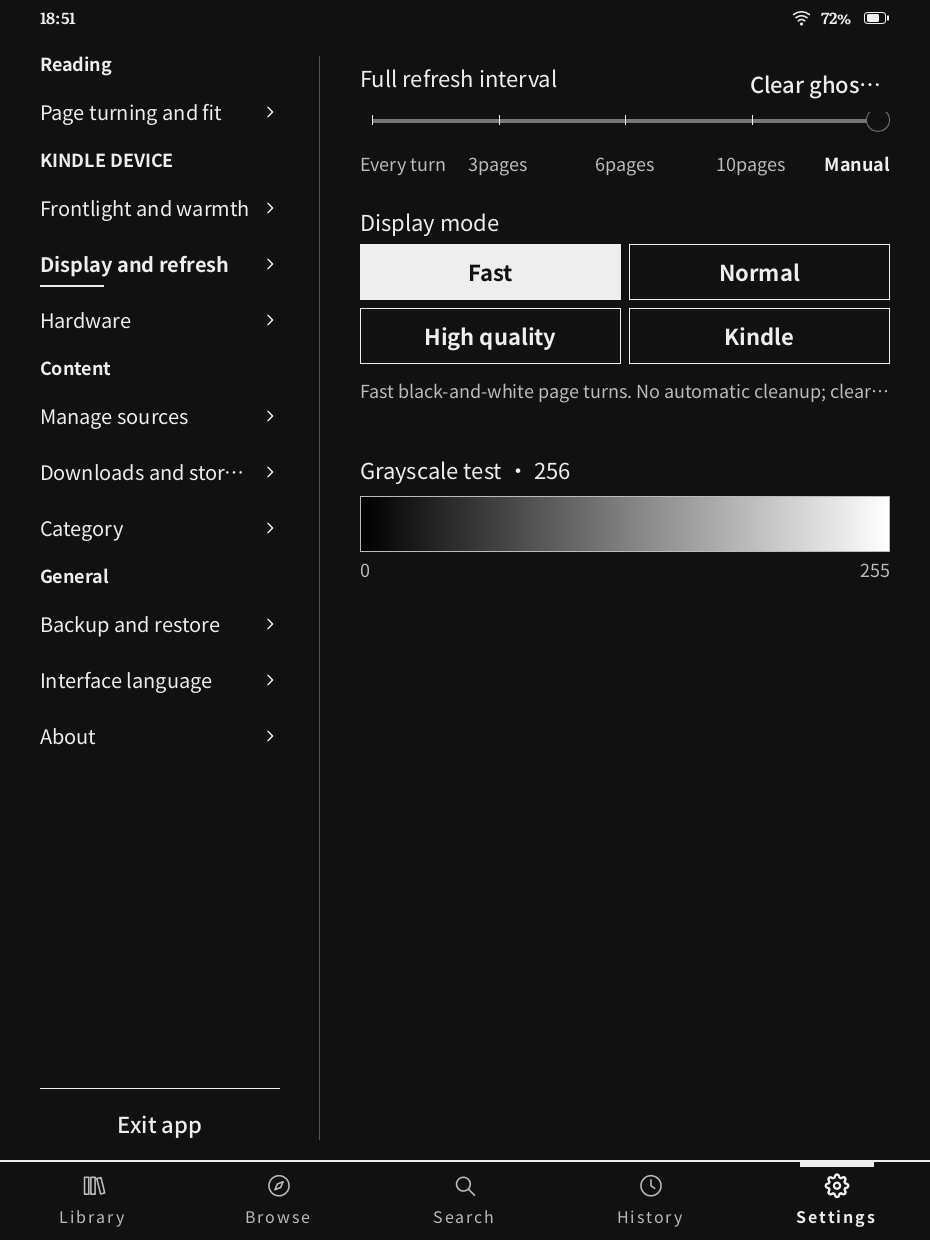 18:51
72%
Reading
Page turning and fit
KINDLE DEVICE
Frontlight and warmth
Display and refresh
Hardware
Content
Manage sources
Downloads and stor···
Category
General
Backup and restore
Interface language
About
Exit app
Full refresh interval
Clear ghos···
Every turn 3pages 6pages 10pages Manual
Display mode
Fast Normal
High quality Kindle
Fast black-and-white page turns. No automatic cleanup; clear···
Grayscale test · 256
0 255
Library Browse Search History Settings